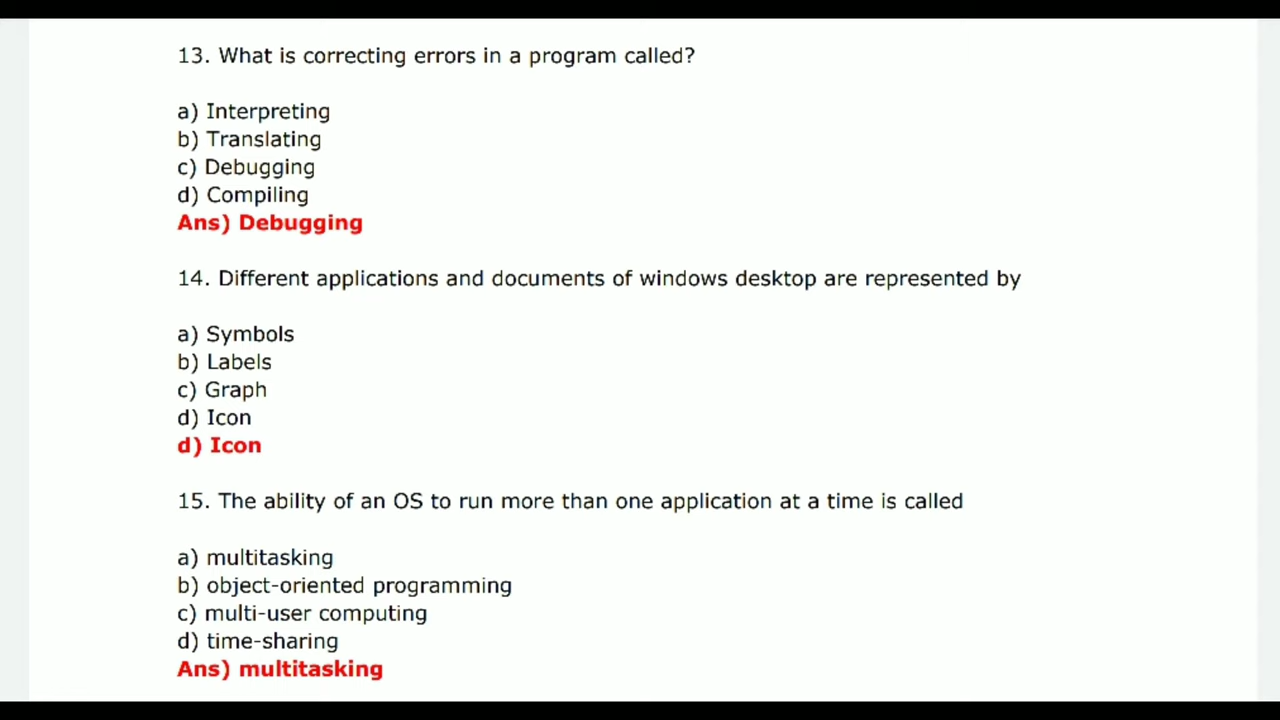 13. What is correcting errors in a program called?
a) Interpreting
b) Translating
c) Debugging
d) Compiling
Ans) Debugging
14. Different applications and documents of windows desktop are represented by
a) Symbols
b) Labels
c) Graph
d) Icon
d) Icon
15. The ability of an OS to run more than one application at a time is called
a) multitasking
b) object-oriented programming
c) multi-user computing
d) time-sharing
Ans) multitasking